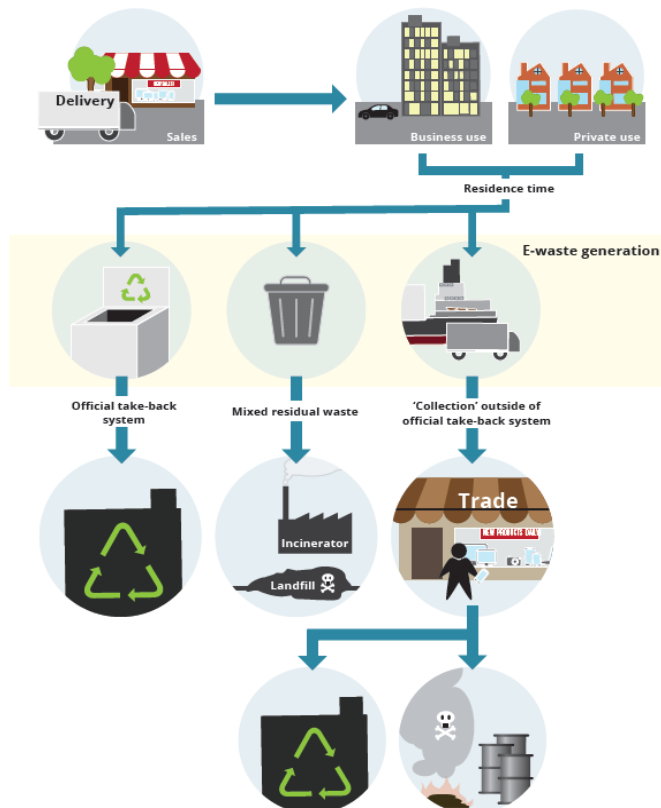 Delivery
Sales
Business use
Private use
Residence time
E-waste generation
Official take-back
system
Mixed residual waste
‘Collection’ outside of
official take-back system
Incinerator
Landfill
Trade
NEW PRODUCTS DAILY